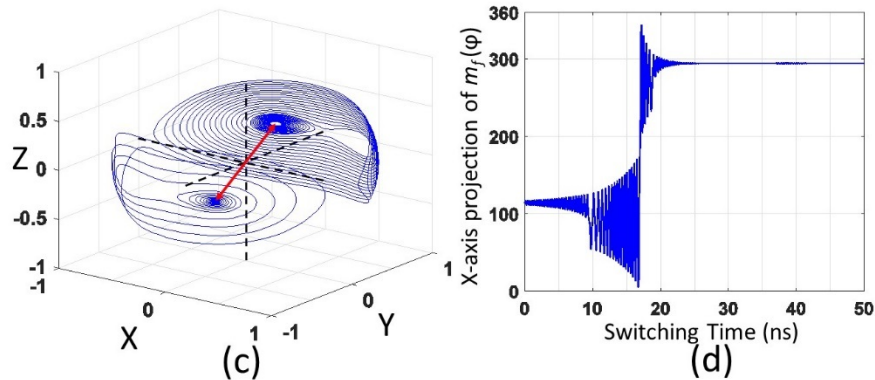 1
0.5
Z
0
-0.5
-1
-1
0
X
1
-1
0
Y
1
(c)
360
300
200
100
0
X-axis projection of m_f(φ)
0 10 20 30 40 50
Switching Time (ns)
(d)